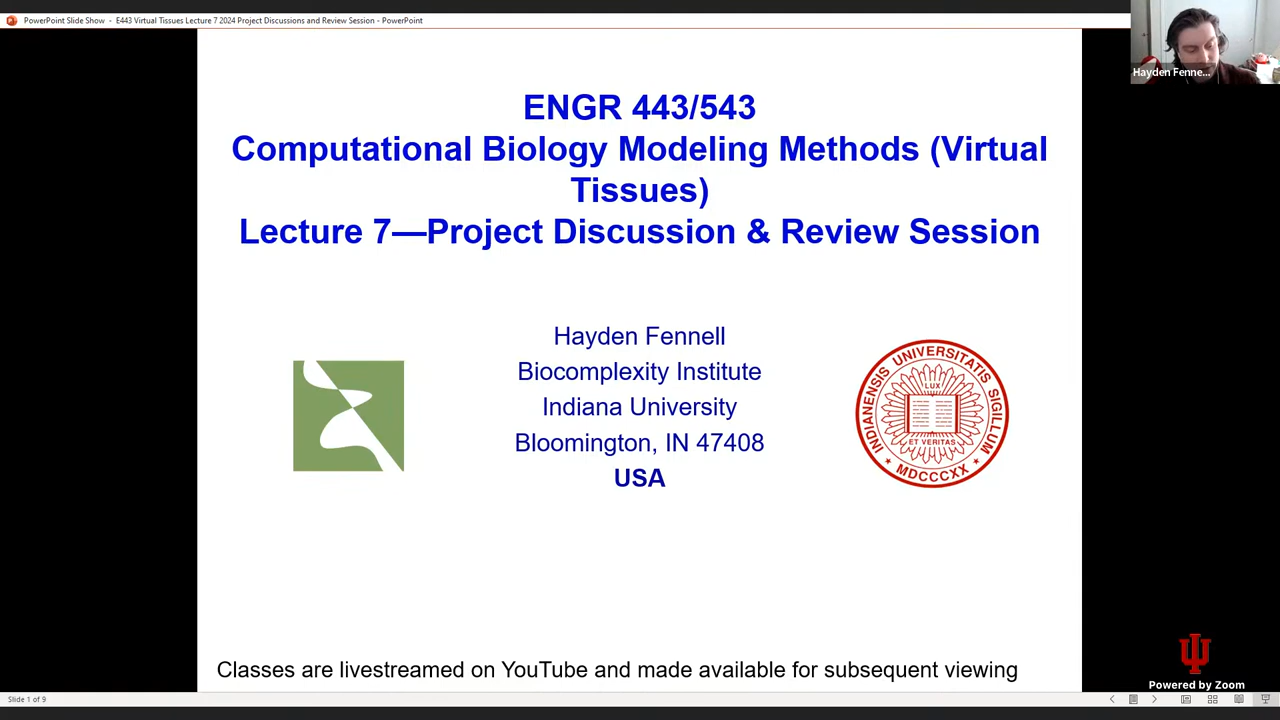 PowerPoint Slide Show - E443 Virtual Tissues Lecture 7 2024 Project Discussions and Review Session - PowerPoint
Hayden Fenne...
ENGR 443/543
Computational Biology Modeling Methods (Virtual
Tissues)
Lecture 7—Project Discussion & Review Session
Hayden Fennell
Biocomplexity Institute
Indiana University
Bloomington, IN 47408
USA
INDIANENSIS UNIVERSITATIS SIGILLUM
LUX
ET VERITAS
MDCCCXX
Classes are livestreamed on YouTube and made available for subsequent viewing
Powered by Zoom
Slide 1 of 9